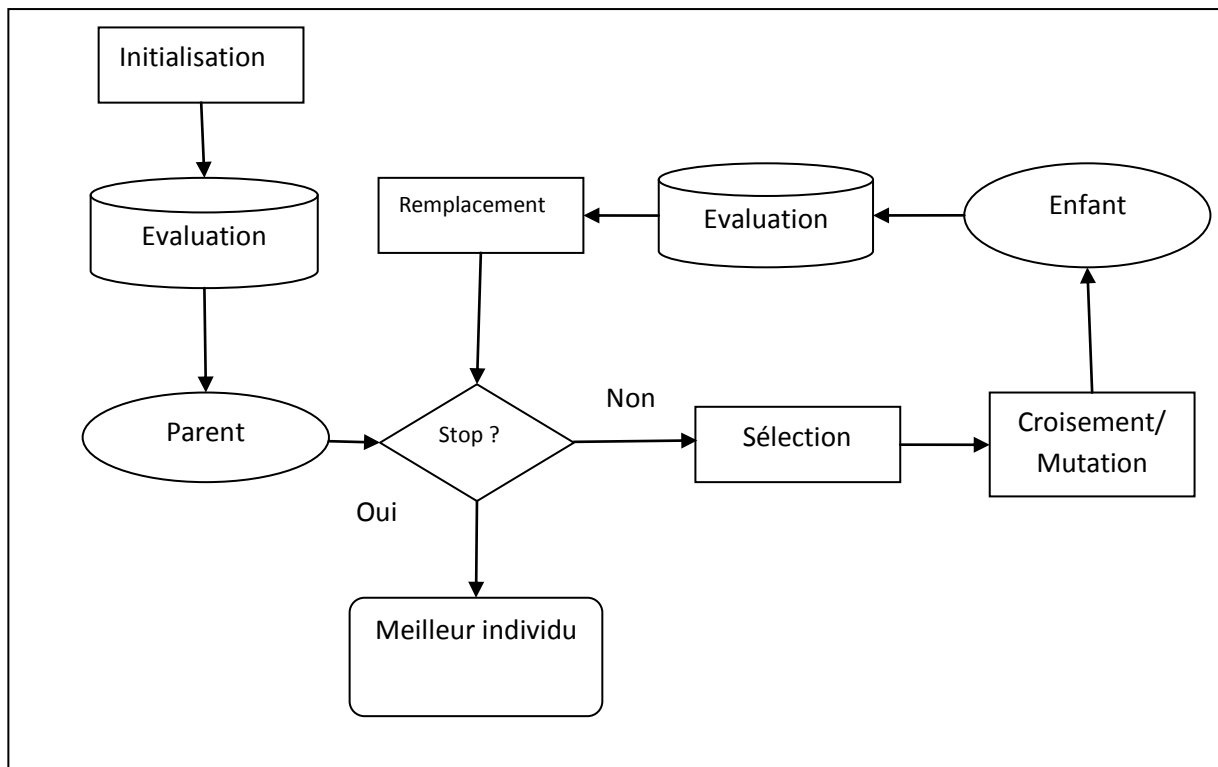 Initialisation
Evaluation
Remplacement
Evaluation
Enfant
Parent
Stop ?
Non
Sélection
Croisement/
Mutation
Oui
Meilleur individu